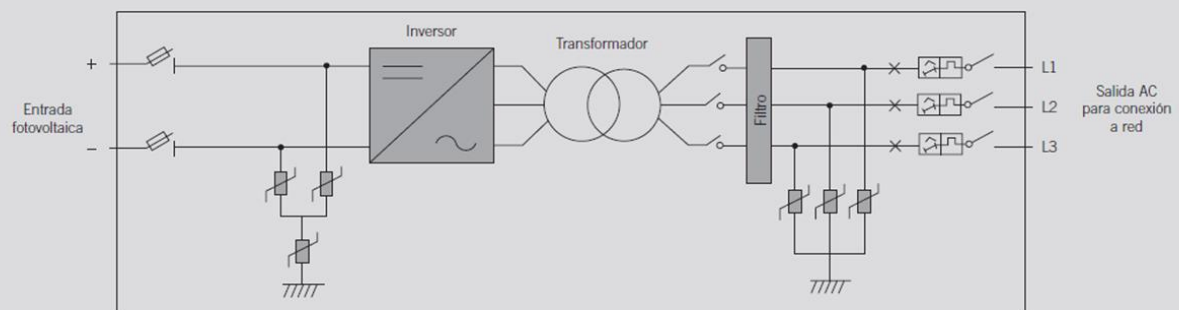 Inversor
Transformador
+
Entrada
fotovoltaica
−
Filtro
L1
L2
L3
Salida AC
para conexión
a red